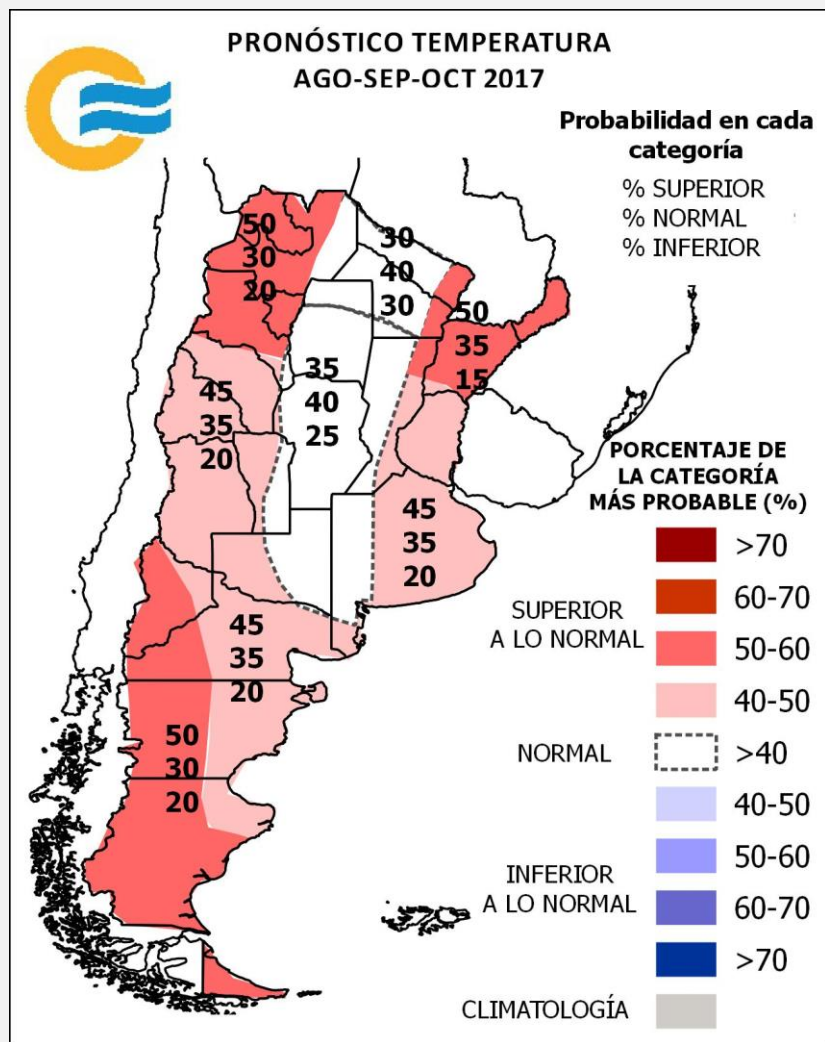 PRONÓSTICO TEMPERATURA
AGO-SEP-OCT 2017
Probabilidad en cada
categoría
% SUPERIOR
% NORMAL
% INFERIOR
50
30
20
30
40
30
50
35
15
45
35
20
35
40
25
45
35
20
45
35
20
50
30
20
PORCENTAJE DE
LA CATEGORÍA
MÁS PROBABLE (%)
SUPERIOR
A LO NORMAL
>70
60-70
50-60
40-50
NORMAL
>40
INFERIOR
A LO NORMAL
40-50
50-60
60-70
>70
CLIMATOLOGÍA